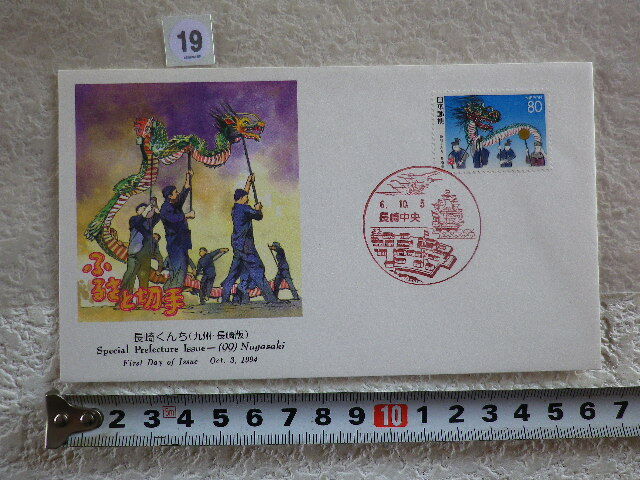 19
ふるさと切手
長崎くんち(九州・長崎版)
Special Prefecture Issue—(99) Nagasaki
First Day of Issue Oct. 3, 1994
80
日本郵便
6. 10. 3
長崎中央
2 3 4 5 6 7 8 9 10 1 2 3 4 5 6 7